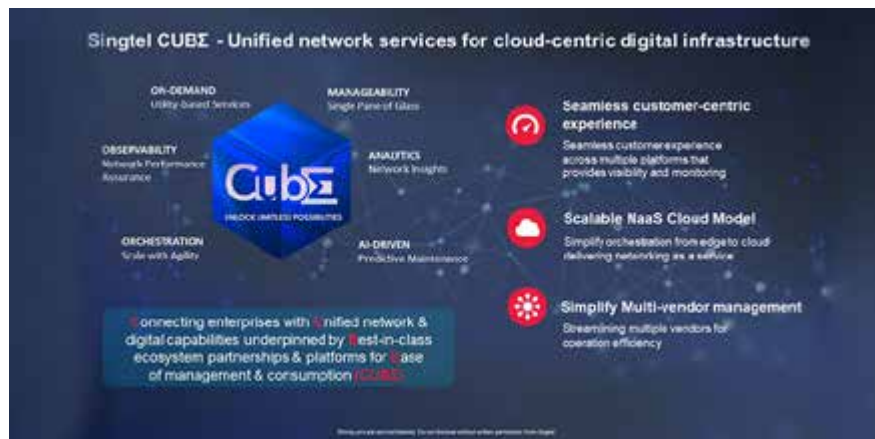 Singtel CUBΣ - Unified network services for cloud-centric digital infrastructure
ON-DEMAND
Utility-based Services
MANAGEABILITY
Single Pane of Glass
OBSERVABILITY
Network Performance
Assurance
ANALYTICS
Network Insights
CubΣ
UNLOCK LIMITLESS POSSIBILITIES
ORCHESTRATION
Scale with Agility
AI-DRIVEN
Predictive Maintenance
Connecting enterprises with Unified network &
digital capabilities underpinned by Best-in-class
ecosystem partnerships & platforms for Ease
of management & consumption (CUBΣ)
Seamless customer-centric
experience
Seamless customer experience
across multiple platforms that
provides visibility and monitoring
Scalable NaaS Cloud Model
Simplify orchestration from edge to cloud
delivering networking as a service
Simplify Multi-vendor management
Streamlining multiple vendors for
operation efficiency